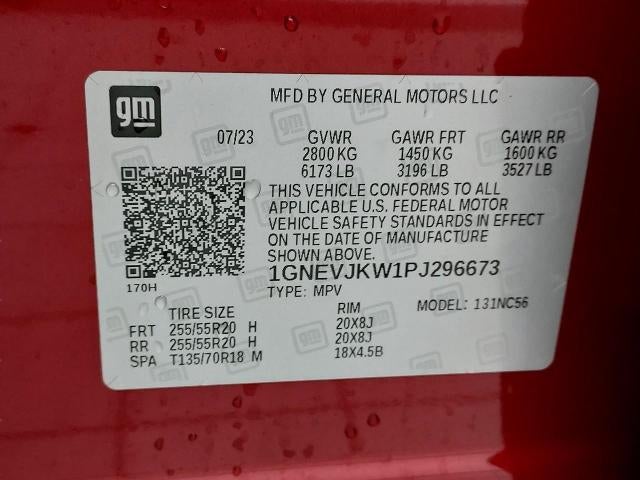 gm
MFD BY GENERAL MOTORS LLC
07/23 GVWR GAWR FRT GAWR RR
2800 KG 1450 KG 1600 KG
6173 LB 3196 LB 3527 LB
THIS VEHICLE CONFORMS TO ALL
APPLICABLE U.S. FEDERAL MOTOR
VEHICLE SAFETY STANDARDS IN EFFECT
ON THE DATE OF MANUFACTURE
SHOWN ABOVE.
1GNEVJKW1PJ296673
170H
TYPE: MPV MODEL: 131NC56
TIRE SIZE RIM
FRT 255/55R20 H 20X8J
RR 255/55R20 H 20X8J
SPA T135/70R18 M 18X4.5B